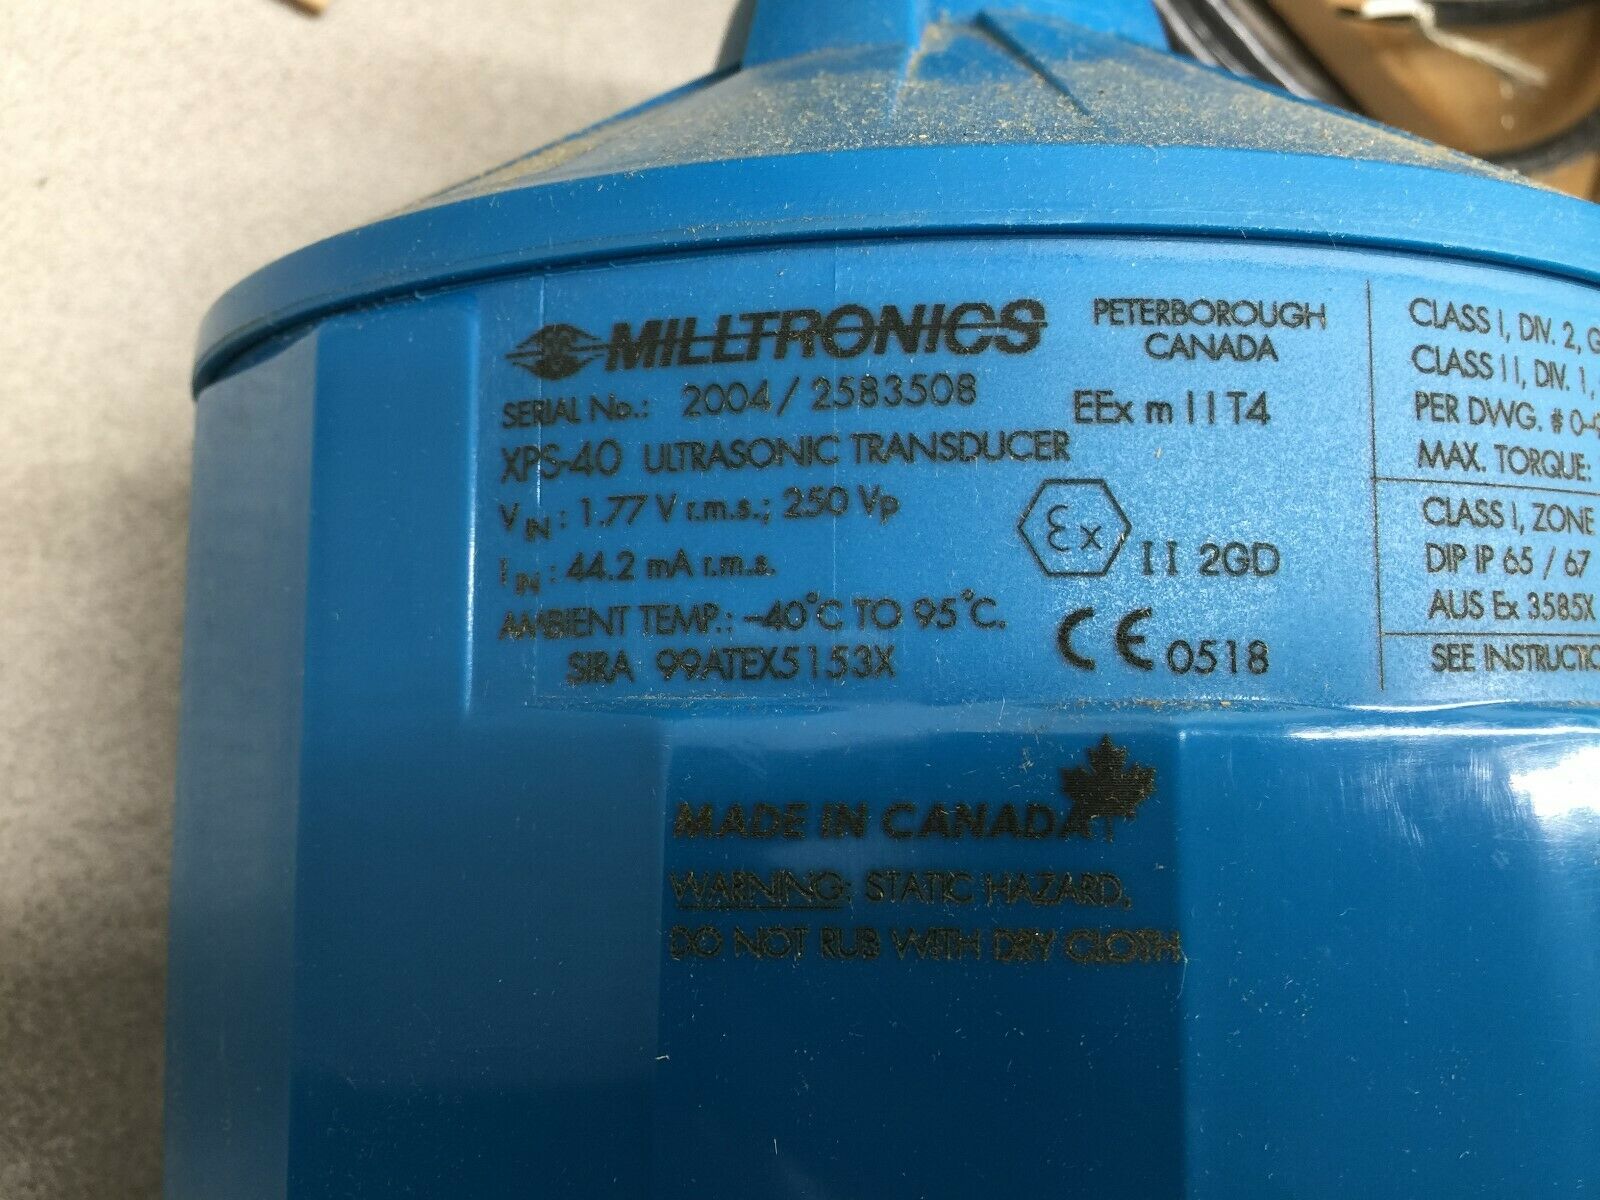 MILLTRONICS
PETERBOROUGH
CANADA
SERIAL No.: 2004 / 2583508
EEx m II T4
XPS-40 ULTRASONIC TRANSDUCER
VIN : 1.77 V r.m.s.; 250 Vp
IIN : 44.2 mA r.m.s.
Ex II 2GD
AMBIENT TEMP.: -40°C TO 95°C.
SIRA 99ATEX5153X
CE 0518
CLASS I, DIV. 2, G
CLASS II, DIV. 1,
PER DWG. # 0-9
MAX. TORQUE:
CLASS I, ZONE
DIP IP 65 / 67
AUS Ex 3585X
SEE INSTRUCTIO
MADE IN CANADA
WARNING: STATIC HAZARD.
DO NOT RUB WITH DRY CLOTH